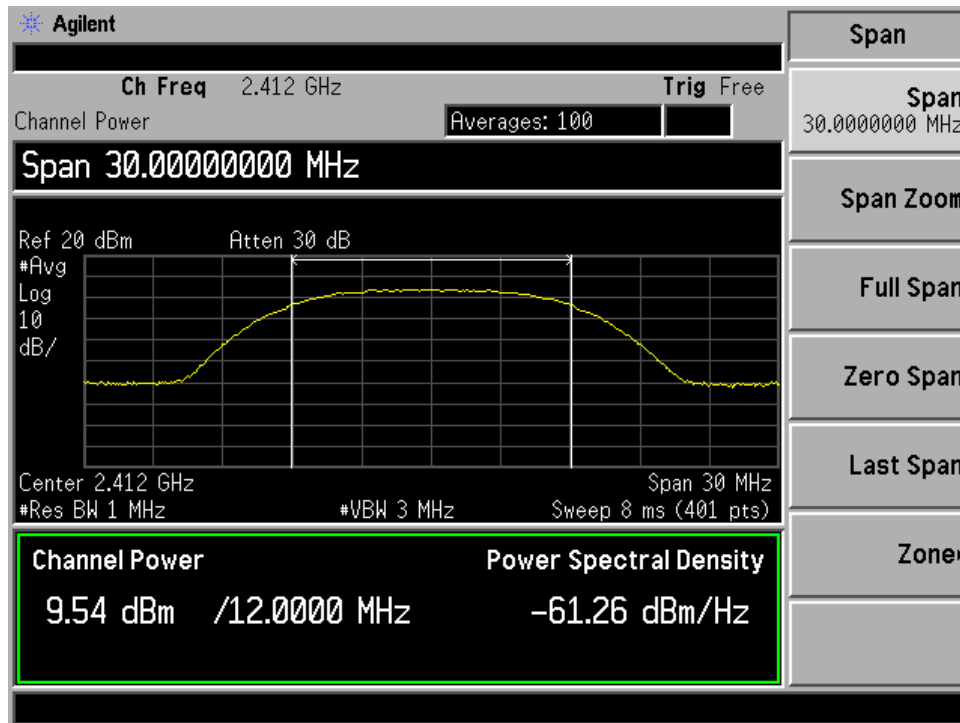 Agilent
Ch Freq 2.412 GHz Trig Free
Channel Power Averages: 100
Span 30.00000000 MHz
Ref 20 dBm Atten 30 dB
#Avg
Log
10
dB/
Center 2.412 GHz Span 30 MHz
#Res BW 1 MHz #VBW 3 MHz Sweep 8 ms (401 pts)
Channel Power Power Spectral Density
9.54 dBm /12.0000 MHz -61.26 dBm/Hz
Span
Span
30.0000000 MHz
Span Zoom
Full Span
Zero Span
Last Span
Zone